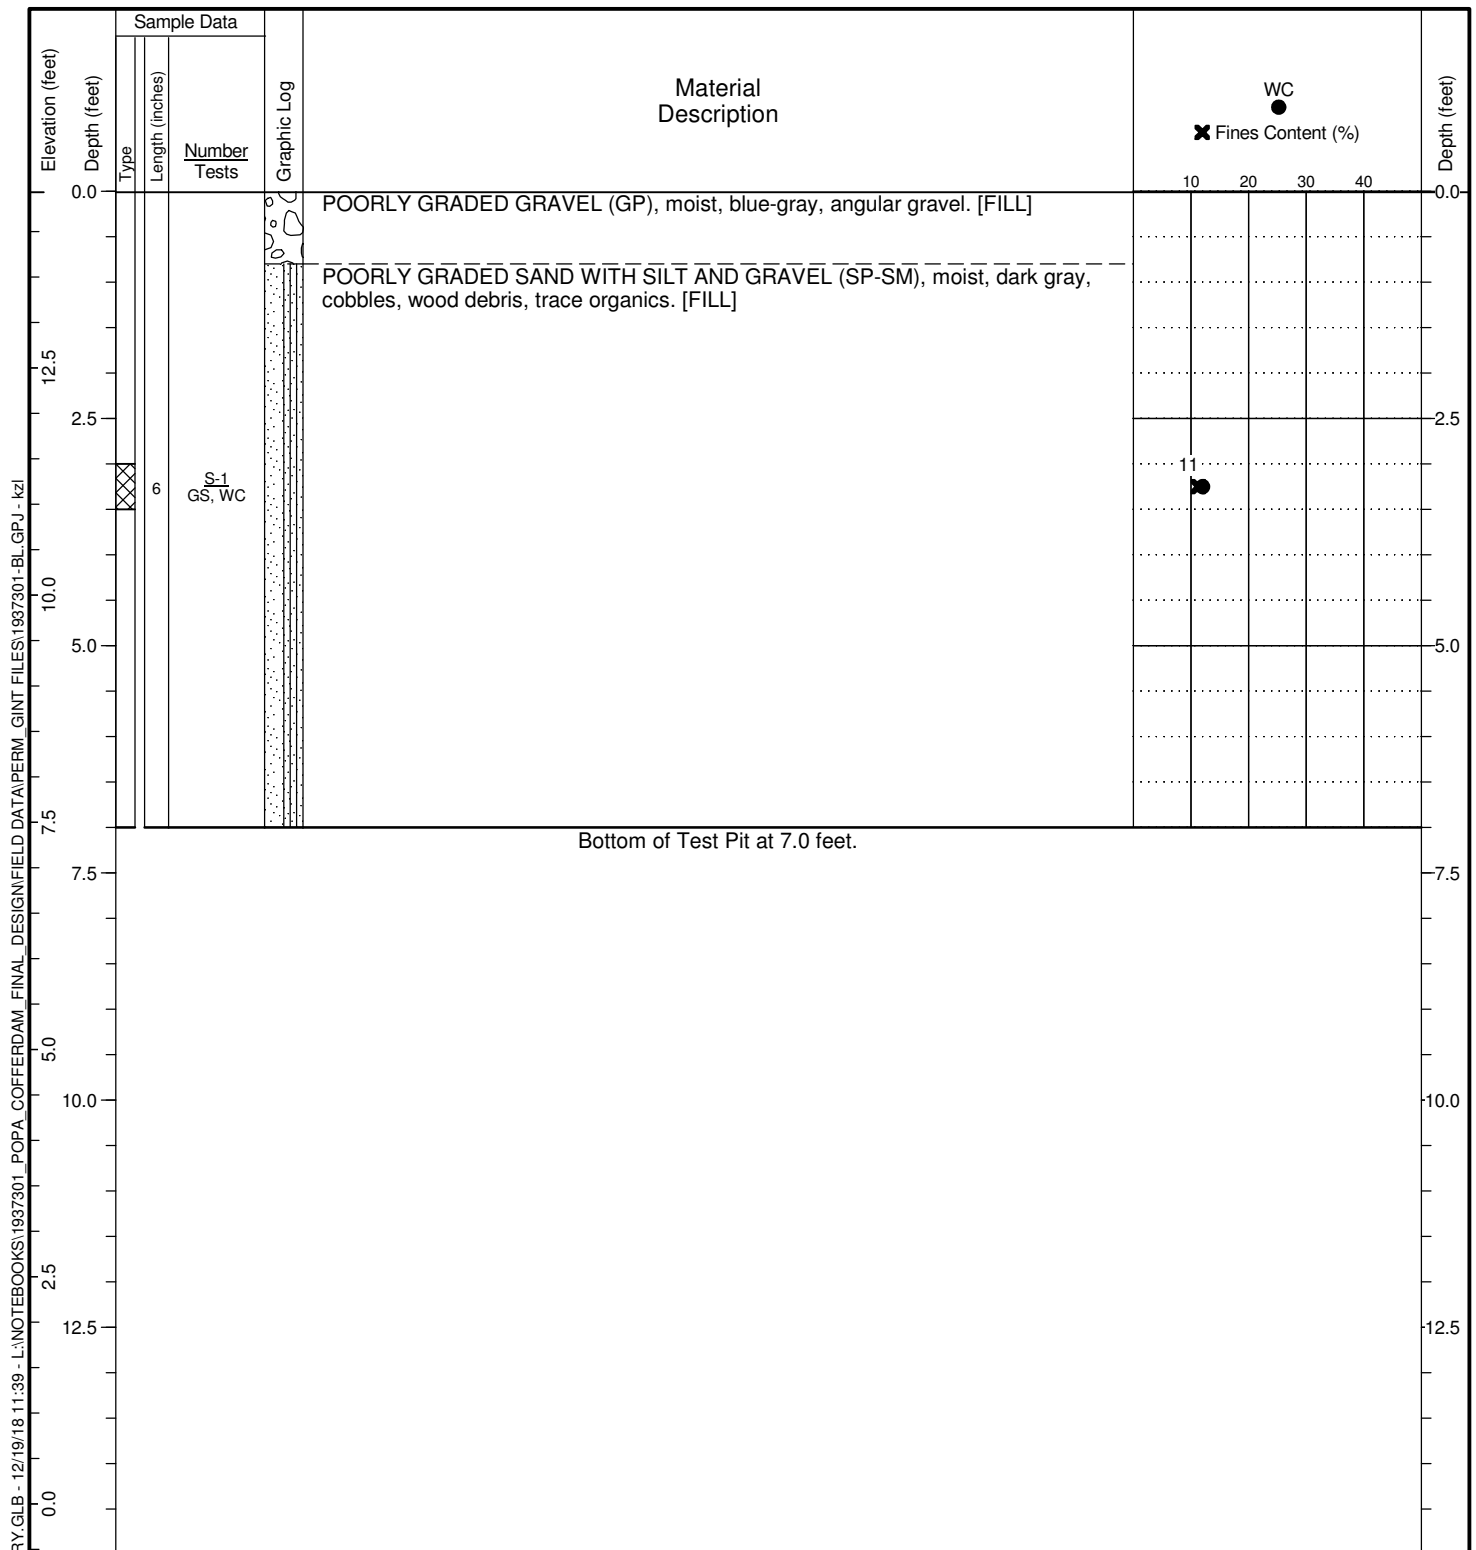 Sample Data
Elevation (feet)
Depth (feet)
Type
Length (inches)
Number
Tests
Graphic Log
Material
Description
WC
Fines Content (%)
Depth (feet)
10 20 30 40
0.0
0.0
POORLY GRADED GRAVEL (GP), moist, blue-gray, angular gravel. [FILL]
POORLY GRADED SAND WITH SILT AND GRAVEL (SP-SM), moist, dark gray,
cobbles, wood debris, trace organics. [FILL]
12.5
2.5
2.5
11
6
S-1
GS, WC
10.0
5.0
5.0
7.5
Bottom of Test Pit at 7.0 feet.
7.5
7.5
5.0
10.0
10.0
2.5
12.5
12.5
0.0
RY.GLB - 12/19/18 11:39 - L:\NOTEBOOKS\1937301_POPA_COFFERDAM_FINAL_DESIGN\FIELD DATA\PERM_GINT FILES\1937301-BL.GPJ - kzl